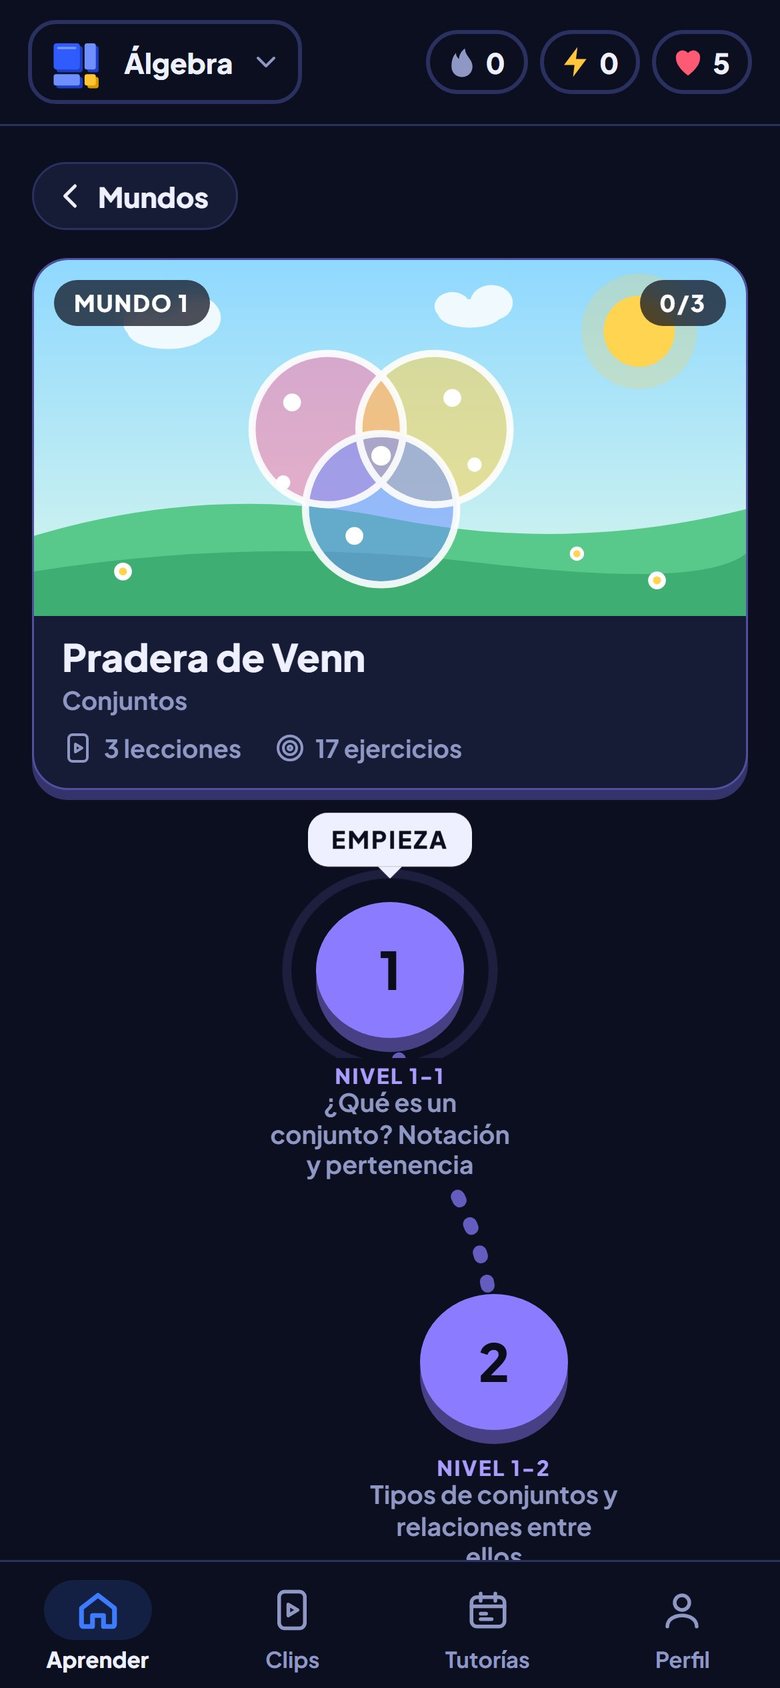 Álgebra
0
0
5
Mundos
MUNDO 1
0/3
Pradera de Venn
Conjuntos
3 lecciones
17 ejercicios
EMPIEZA
1
NIVEL 1-1
¿Qué es un
conjunto? Notación
y pertenencia
2
NIVEL 1-2
Tipos de conjuntos y
relaciones entre
ellos
Aprender
Clips
Tutorías
Perfil